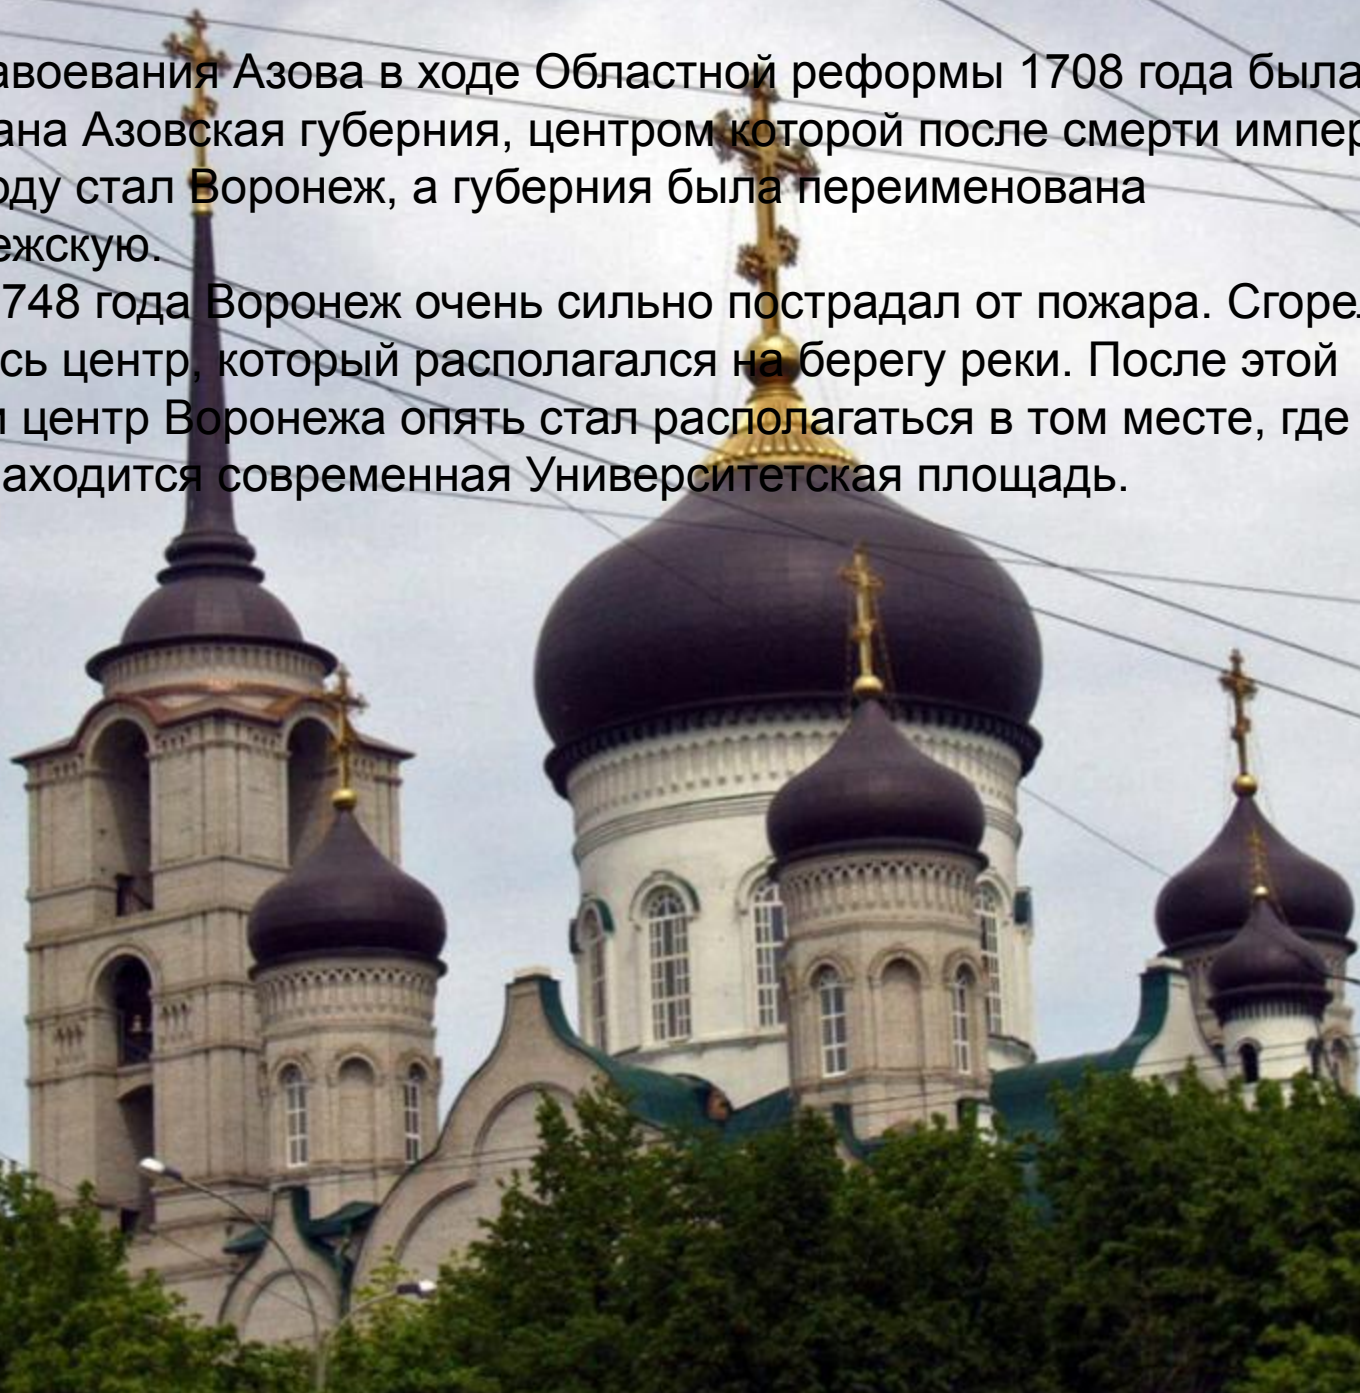 авоевания Азова в ходе Областной реформы 1708 года была
ана Азовская губерния, центром которой после смерти импер
оду стал Воронеж, а губерния была переименована
ежскую.
748 года Воронеж очень сильно пострадал от пожара. Сгорел
сь центр, который располагался на берегу реки. После этой
и центр Воронежа опять стал располагаться в том месте, где
аходится современная Университетская площадь.